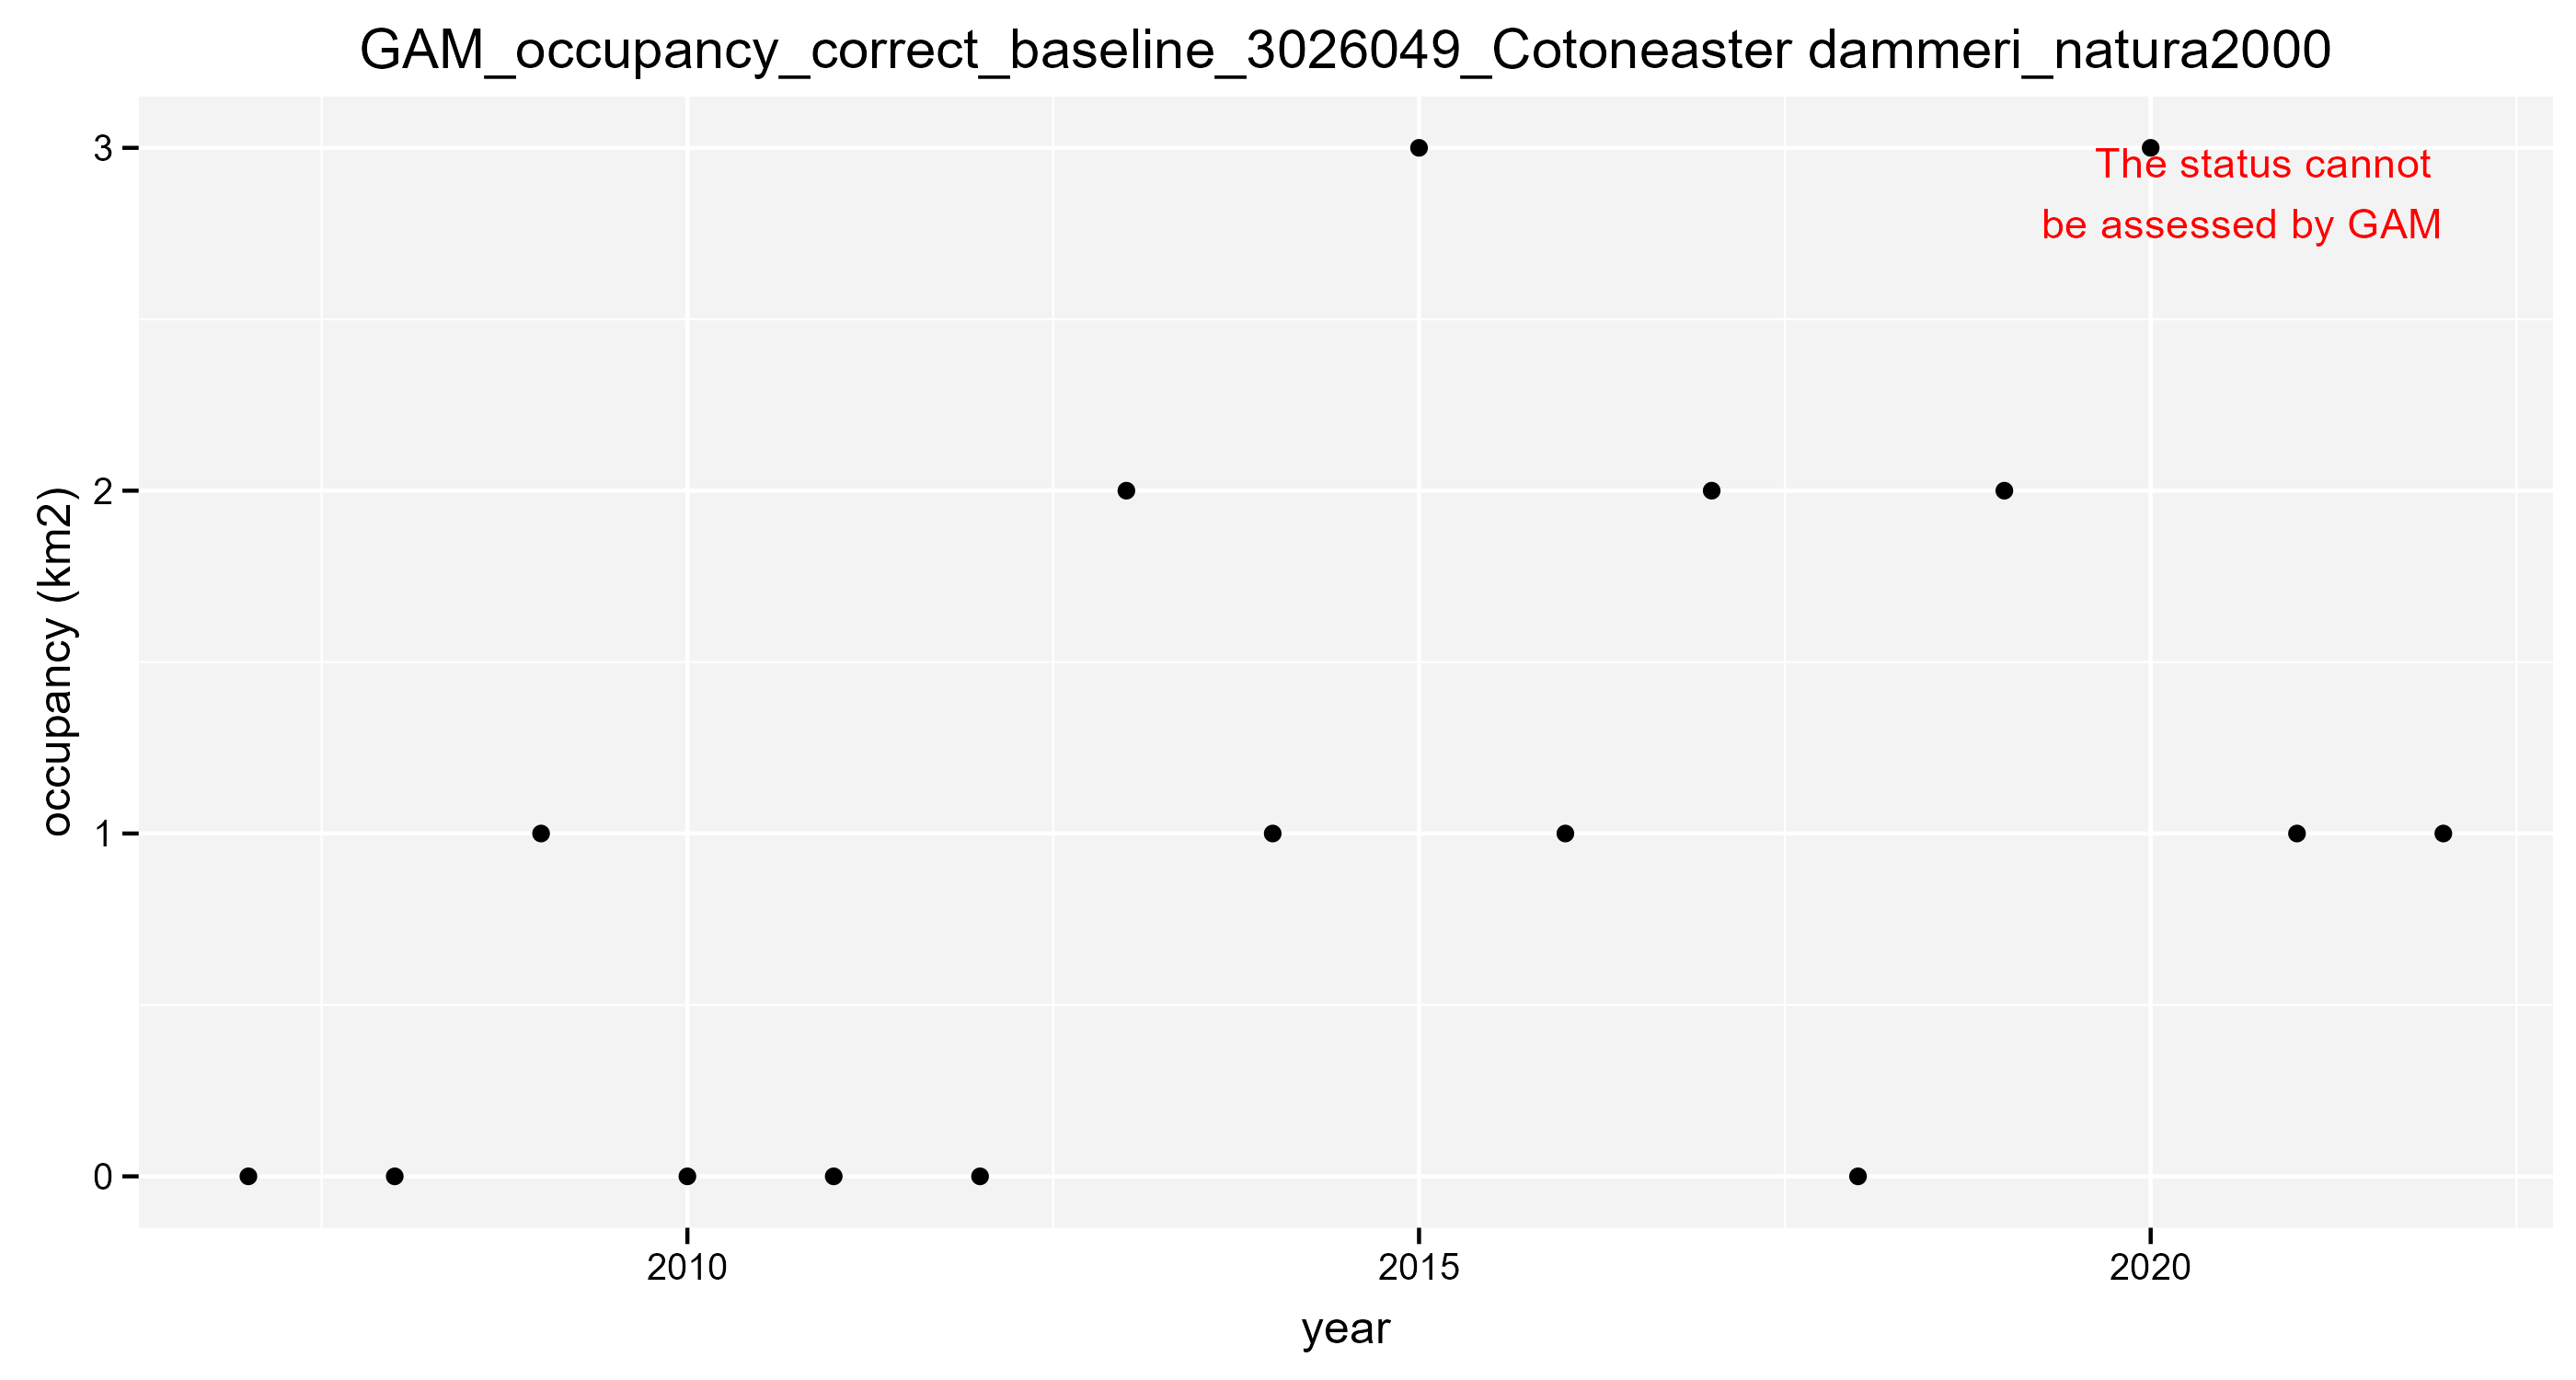 GAM_occupancy_correct_baseline_3026049_Cotoneaster dammeri_natura2000
3
The status cannot
be assessed by GAM
2
occupancy (km2)
1
0
2010
2015
2020
year